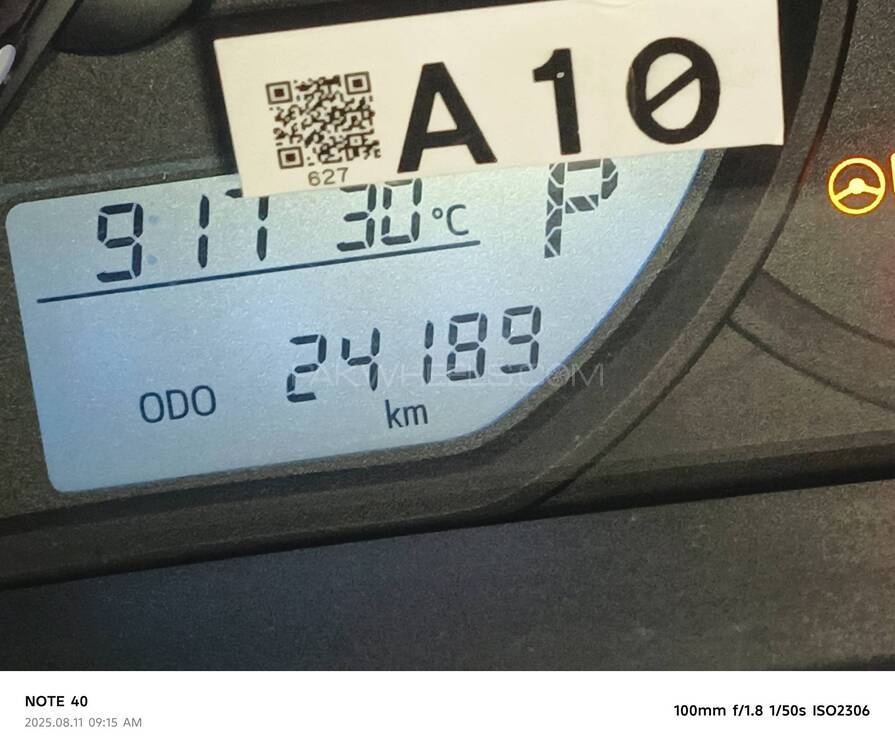 A10
627
9:17 30°C P
24189
ODO km
NOTE 40
2025.08.11 09:15 AM
100mm f/1.8 1/50s ISO2306